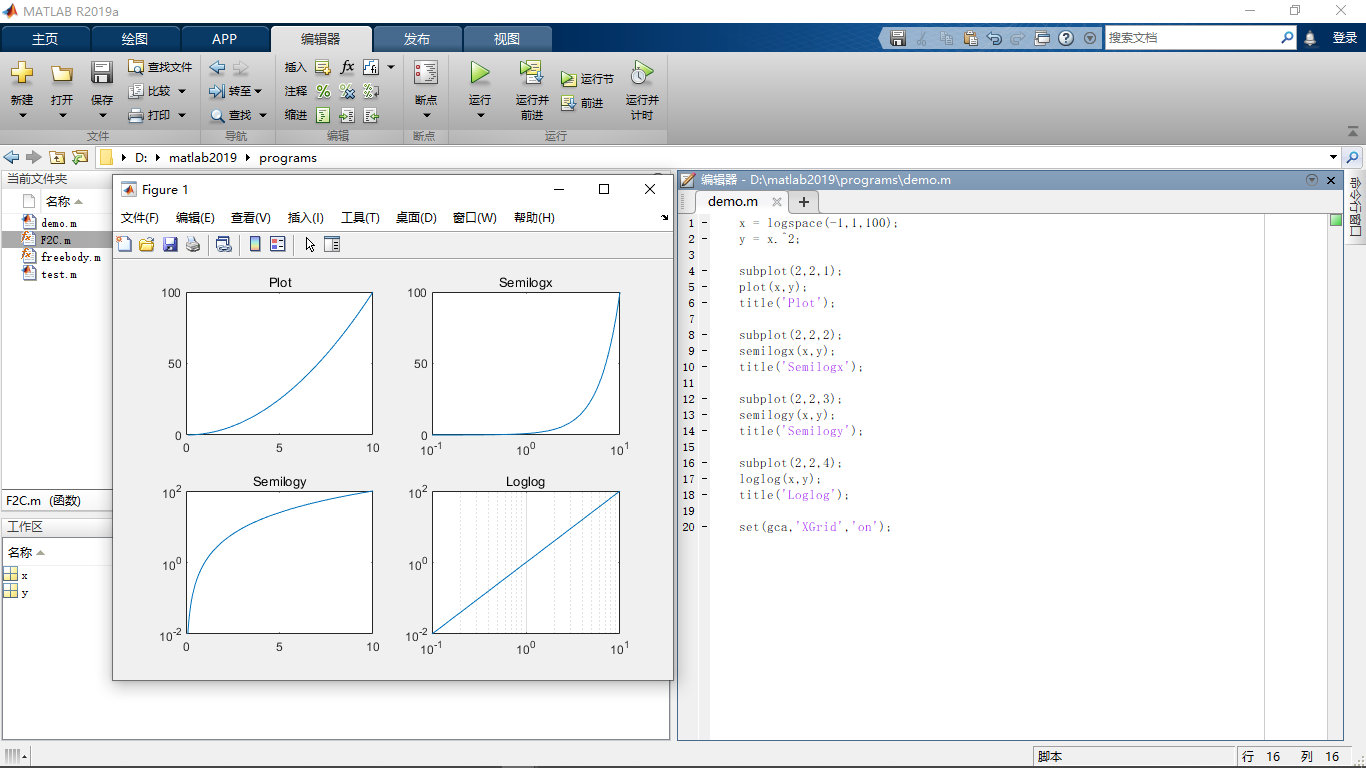 MATLAB R2019a
主页 绘图 APP 编辑器 发布 视图 搜索文档 登录
新建 打开 保存 查找文件 比较 打印 转至 查找 插入 fx 注释 缩进 断点 运行 运行并前进 运行节 前进 运行并计时
文件 导航 编辑 断点 运行
D: matlab2019 programs
当前文件夹
名称
demo.m
F2C.m
freebody.m
test.m
F2C.m (函数)
工作区
名称
x
y
Figure 1
文件(F) 编辑(E) 查看(V) 插入(I) 工具(T) 桌面(D) 窗口(W) 帮助(H)
Plot
100
50
0
0 5 10
Semilogx
100
50
0
10^-1 10^0 10^1
Semilogy
10^2
10^0
10^-2
0 5 10
Loglog
10^2
10^0
10^-2
10^-1 10^0 10^1
编辑器 - D:\matlab2019\programs\demo.m
demo.m
1 - x = logspace(-1,1,100);
2 - y = x.^2;
3
4 - subplot(2,2,1);
5 - plot(x,y);
6 - title('Plot');
7
8 - subplot(2,2,2);
9 - semilogx(x,y);
10 - title('Semilogx');
11
12 - subplot(2,2,3);
13 - semilogy(x,y);
14 - title('Semilogy');
15
16 - subplot(2,2,4);
17 - loglog(x,y);
18 - title('Loglog');
19
20 - set(gca,'XGrid','on');
命令行窗口
脚本 行 16 列 16